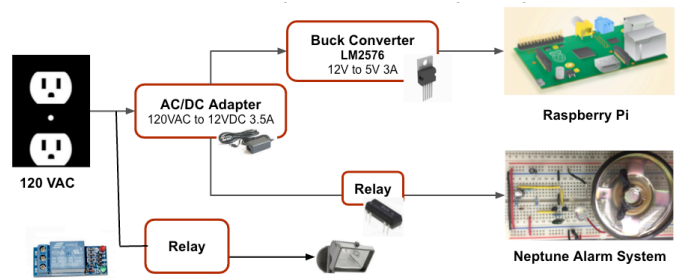 Buck Converter
LM2576
12V to 5V 3A
AC/DC Adapter
120VAC to 12VDC 3.5A
Raspberry Pi
120 VAC
Relay
Relay
Neptune Alarm System